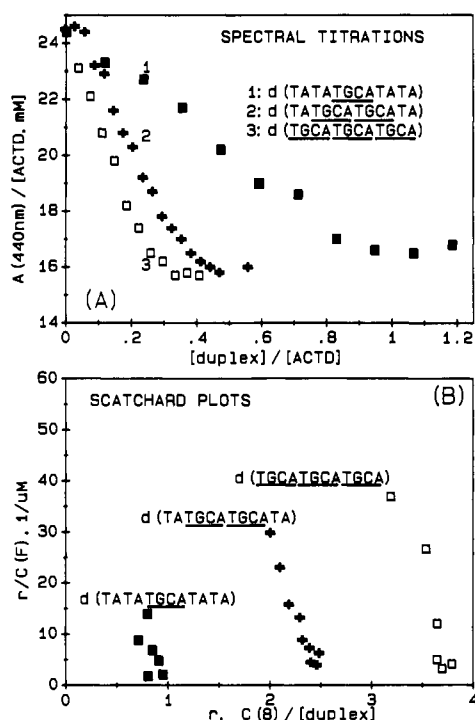 SPECTRAL TITRATIONS
1: d(TATATGCATATA)
2: d(TATGCATGCATA)
3: d(TGCATGCATGCA)
1
2
3
(A)
A(440nm)/[ACTD, mM]
24
22
20
18
16
14
0 .2 .4 .6 .8 1.0 1.2
[duplex]/[ACTD]
SCATCHARD PLOTS
(B)
d(TGCATGCATGCA)
d(TATGCATGCATA)
d(TATATGCATATA)
r/C(F), 1/uM
60
50
40
30
20
10
0
0 1 2 3 4
r, C(B)/[duplex]